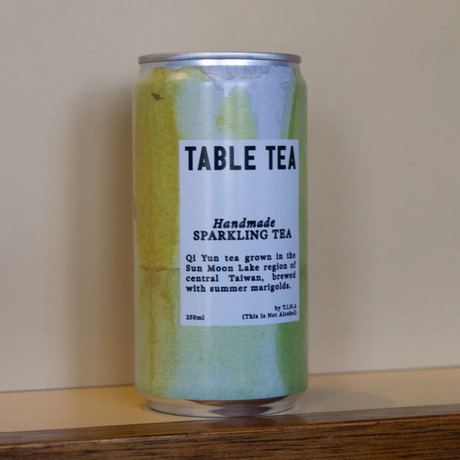 TABLE TEA
Handmade
SPARKLING TEA
Qi Yun tea grown in the
Sun Moon Lake region of
central Taiwan, brewed
with summer marigolds.
by T.I.N.A
250ml (This Is Not Alcohol)